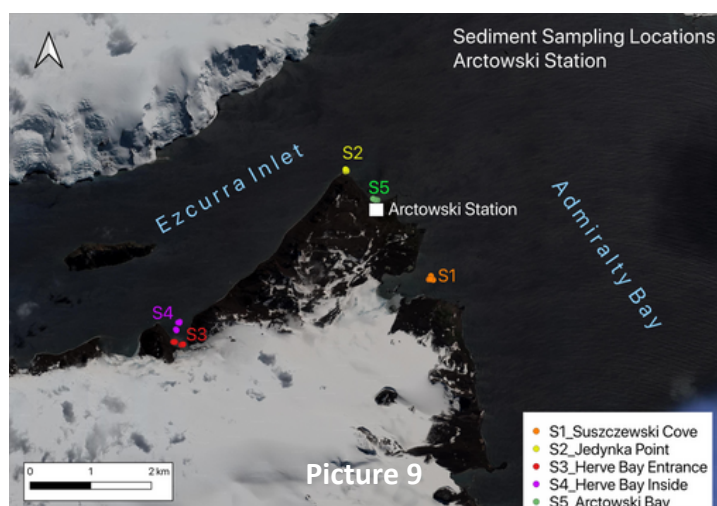 Sediment Sampling Locations
Arctowski Station
S2
Ezcurra Inlet
S5
Arctowski Station
Admiralty Bay
S1
S4
S3
S1_Suszczewski Cove
S2_Jedynka Point
S3_Herve Bay Entrance
S4_Herve Bay Inside
S5_Arctowski Bay
0 1 2 km
Picture 9